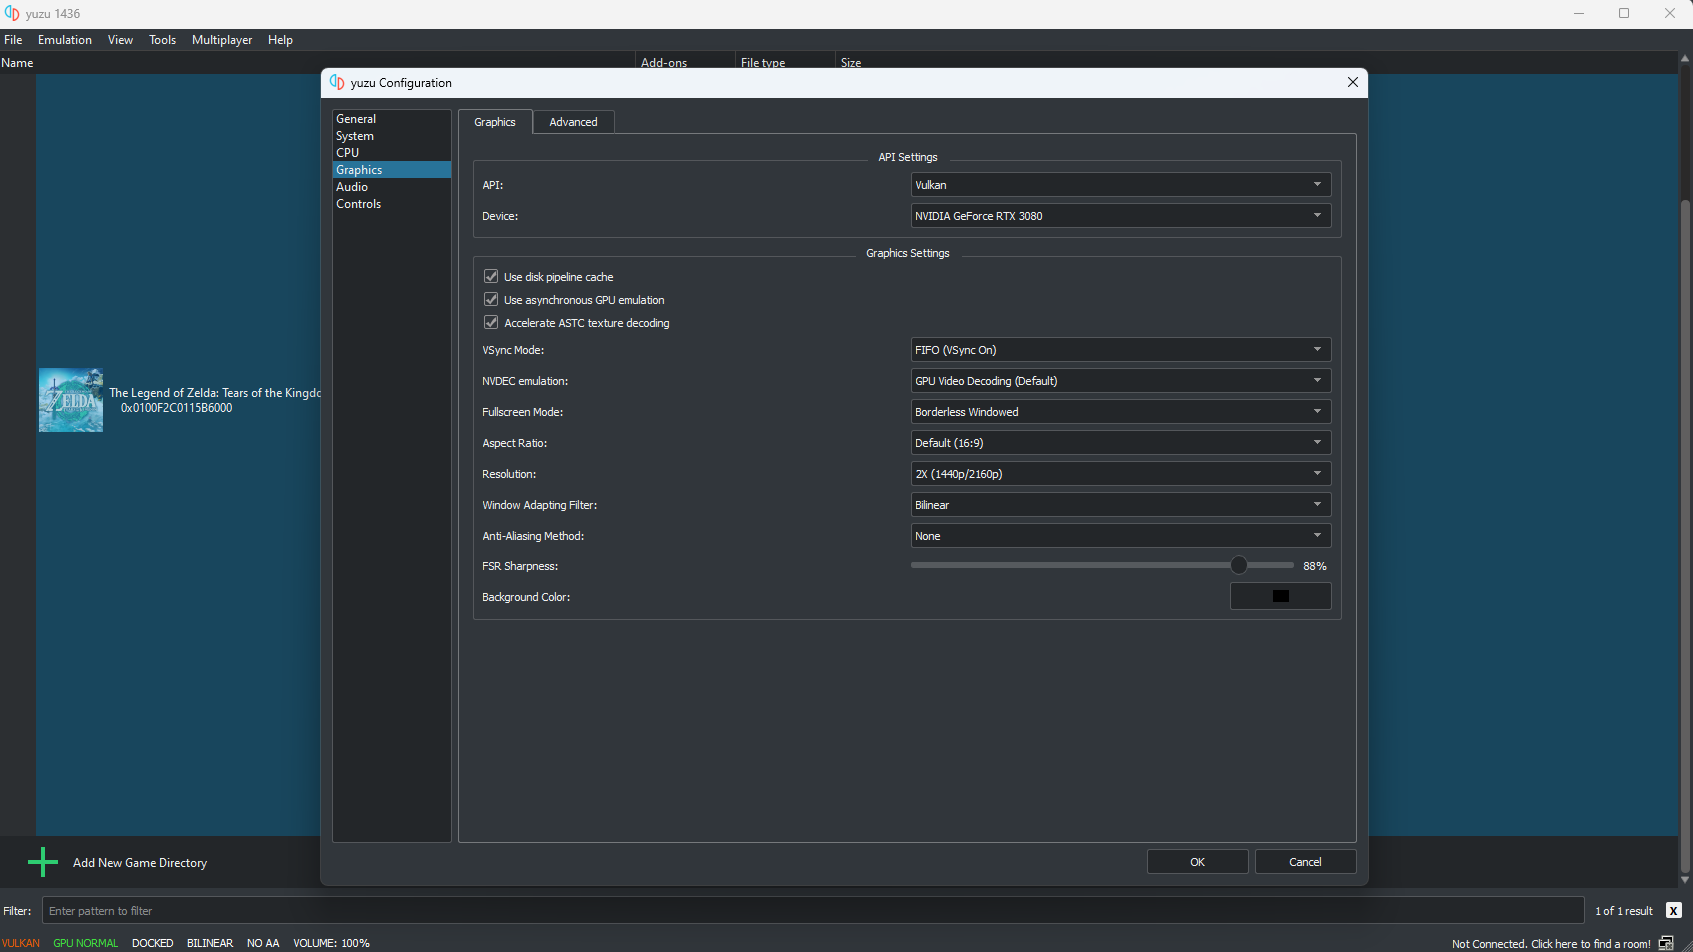 yuzu 1436
File Emulation View Tools Multiplayer Help
Name Add-ons File type Size
yuzu Configuration
General
System
CPU
Graphics
Audio
Controls
Graphics Advanced
API Settings
API: Vulkan
Device: NVIDIA GeForce RTX 3080
Graphics Settings
Use disk pipeline cache
Use asynchronous GPU emulation
Accelerate ASTC texture decoding
VSync Mode: FIFO (VSync On)
NVDEC emulation: GPU Video Decoding (Default)
Fullscreen Mode: Borderless Windowed
Aspect Ratio: Default (16:9)
Resolution: 2X (1440p/2160p)
Window Adapting Filter: Bilinear
Anti-Aliasing Method: None
FSR Sharpness: 88%
Background Color:
OK Cancel
ZELDA
The Legend of Zelda: Tears of the Kingdo
0x0100F2C0115B6000
Add New Game Directory
Filter: Enter pattern to filter 1 of 1 result X
VULKAN GPU NORMAL DOCKED BILINEAR NO AA VOLUME: 100% Not Connected. Click here to find a room!